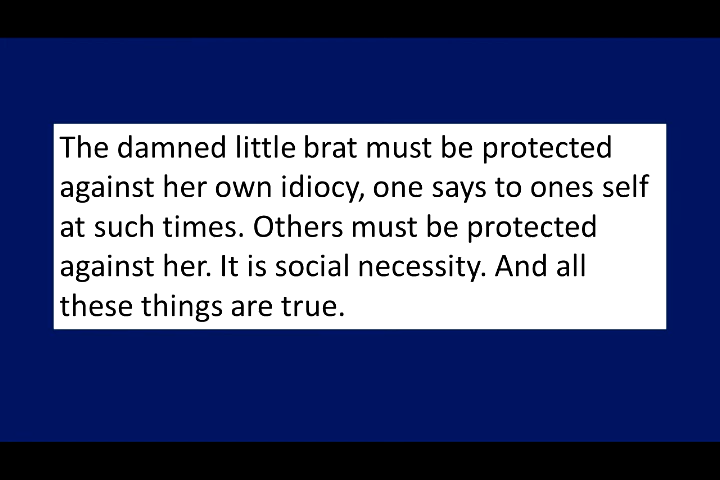 The damned little brat must be protected
against her own idiocy, one says to ones self
at such times. Others must be protected
against her. It is social necessity. And all
these things are true.